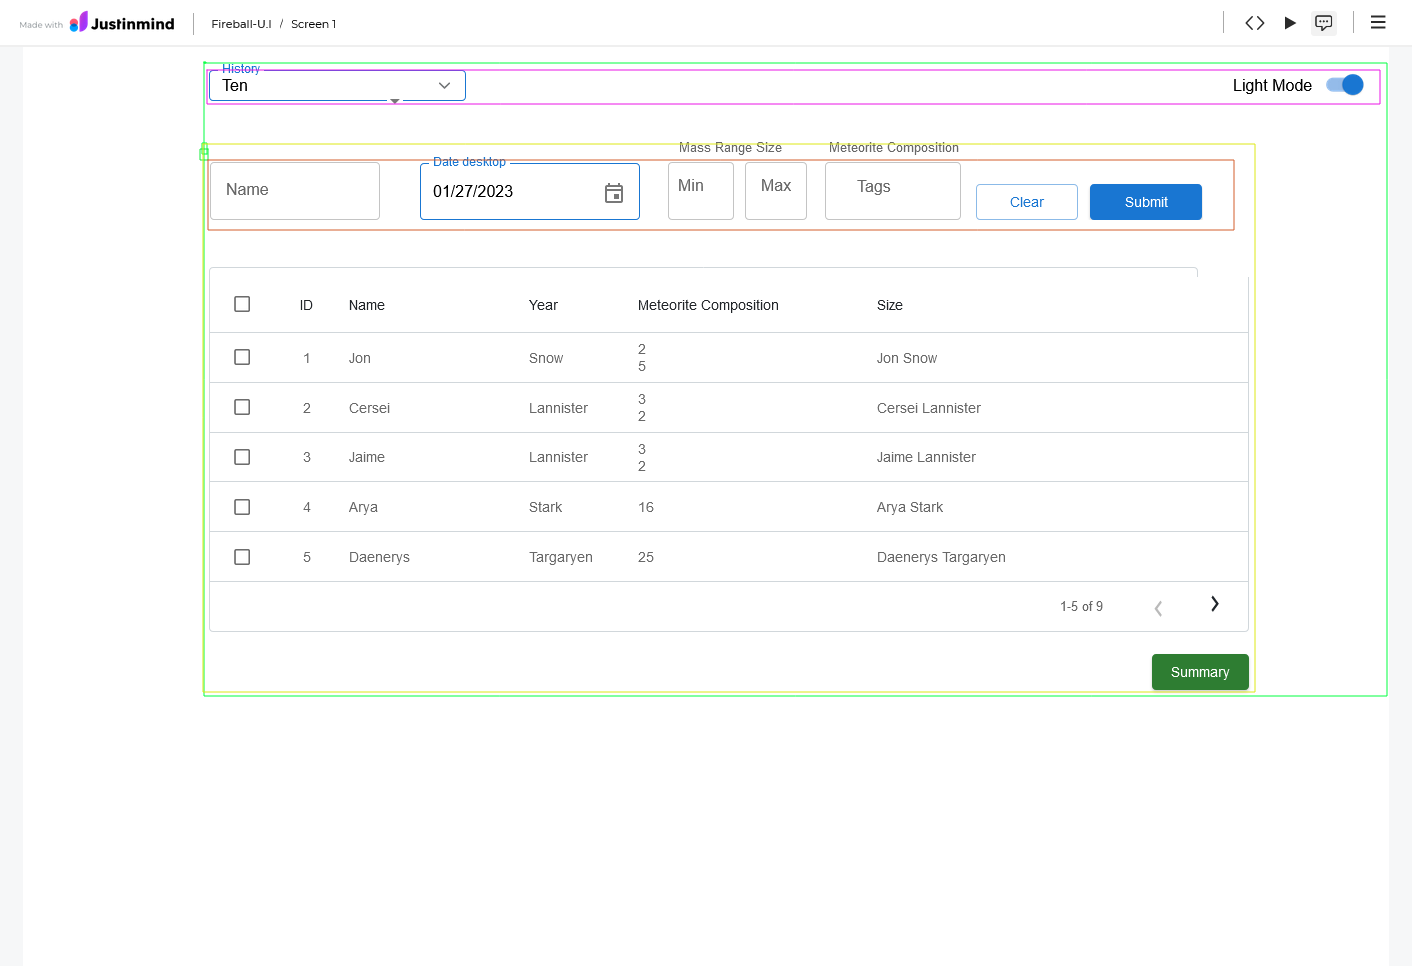 Made with Justinmind Fireball-U.I / Screen 1
History
Ten
Light Mode
Mass Range Size Meteorite Composition
Date desktop
Name 01/27/2023 Min Max Tags Clear Submit
ID Name Year Meteorite Composition Size
1 Jon Snow 2 5 Jon Snow
2 Cersei Lannister 3 2 Cersei Lannister
3 Jaime Lannister 3 2 Jaime Lannister
4 Arya Stark 16 Arya Stark
5 Daenerys Targaryen 25 Daenerys Targaryen
1-5 of 9
Summary